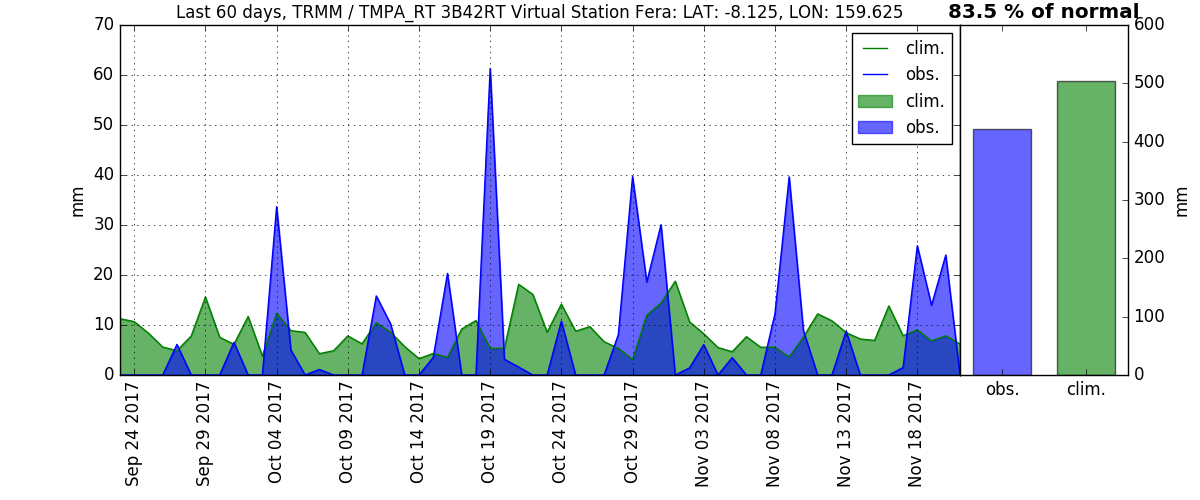 Last 60 days, TRMM / TMPA_RT 3B42RT Virtual Station Fera: LAT: -8.125, LON: 159.625
83.5 % of normal
70
60
50
40
30
20
10
0
mm
clim.
obs.
clim.
obs.
Sep 24 2017
Sep 29 2017
Oct 04 2017
Oct 09 2017
Oct 14 2017
Oct 19 2017
Oct 24 2017
Oct 29 2017
Nov 03 2017
Nov 08 2017
Nov 13 2017
Nov 18 2017
600
500
400
300
200
100
0
mm
obs.
clim.